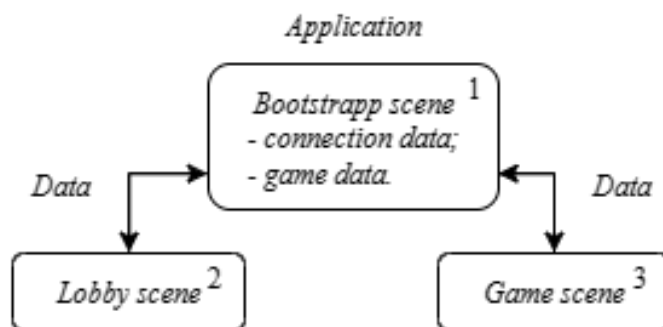 Application
Bootstrapp scene 1
- connection data;
- game data.
Data
Data
Lobby scene 2
Game scene 3